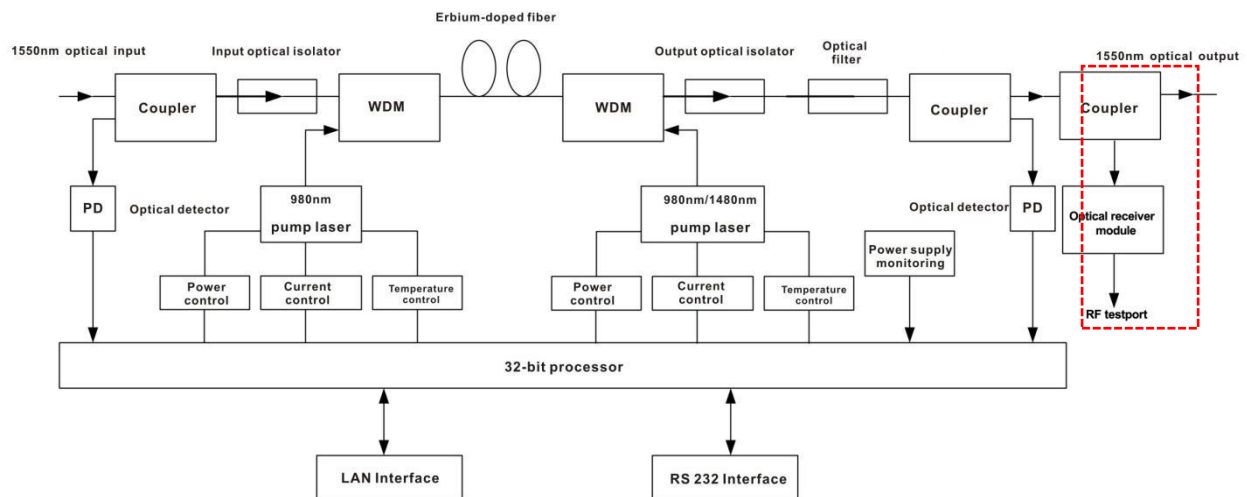 Erbium-doped fiber
1550nm optical input
Input optical isolator
Output optical isolator
Optical
filter
1550nm optical output
Coupler
WDM
WDM
Coupler
Coupler
PD
Optical detector
980nm
pump laser
980nm/1480nm
pump laser
Optical detector
PD
Optical receiver
module
Power supply
monitoring
Power
control
Current
control
Temperature
control
Power
control
Current
control
Temperature
control
RF testport
32-bit processor
LAN Interface
RS 232 Interface